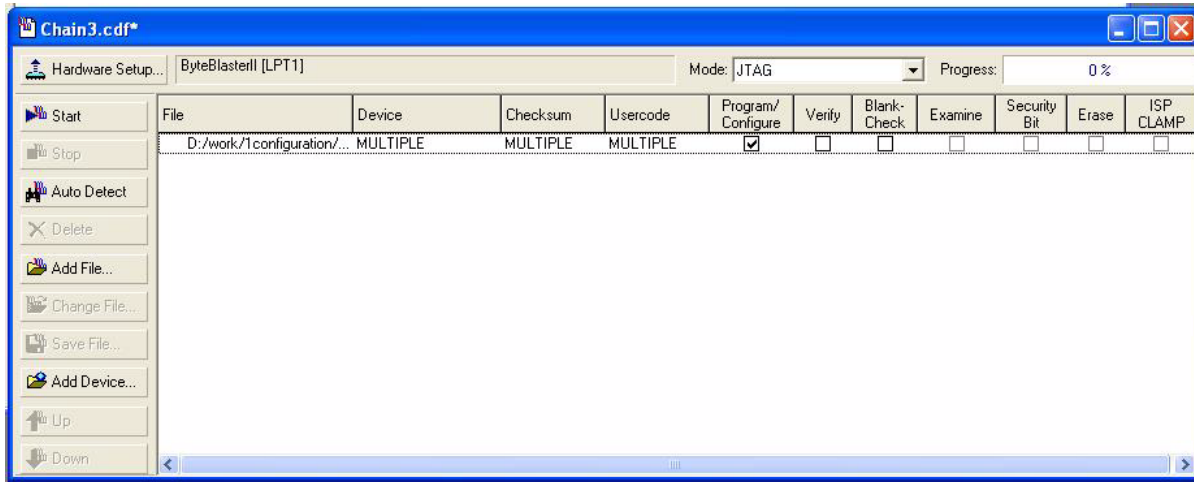 Chain3.cdf*
Hardware Setup... ByteBlasterII [LPT1] Mode: JTAG Progress: 0 %
Start
Stop
Auto Detect
Delete
Add File...
Change File...
Save File...
Add Device...
Up
Down
File Device Checksum Usercode Program/ Configure Verify Blank- Check Examine Security Bit Erase ISP CLAMP
D:/work/1configuration/... MULTIPLE MULTIPLE MULTIPLE